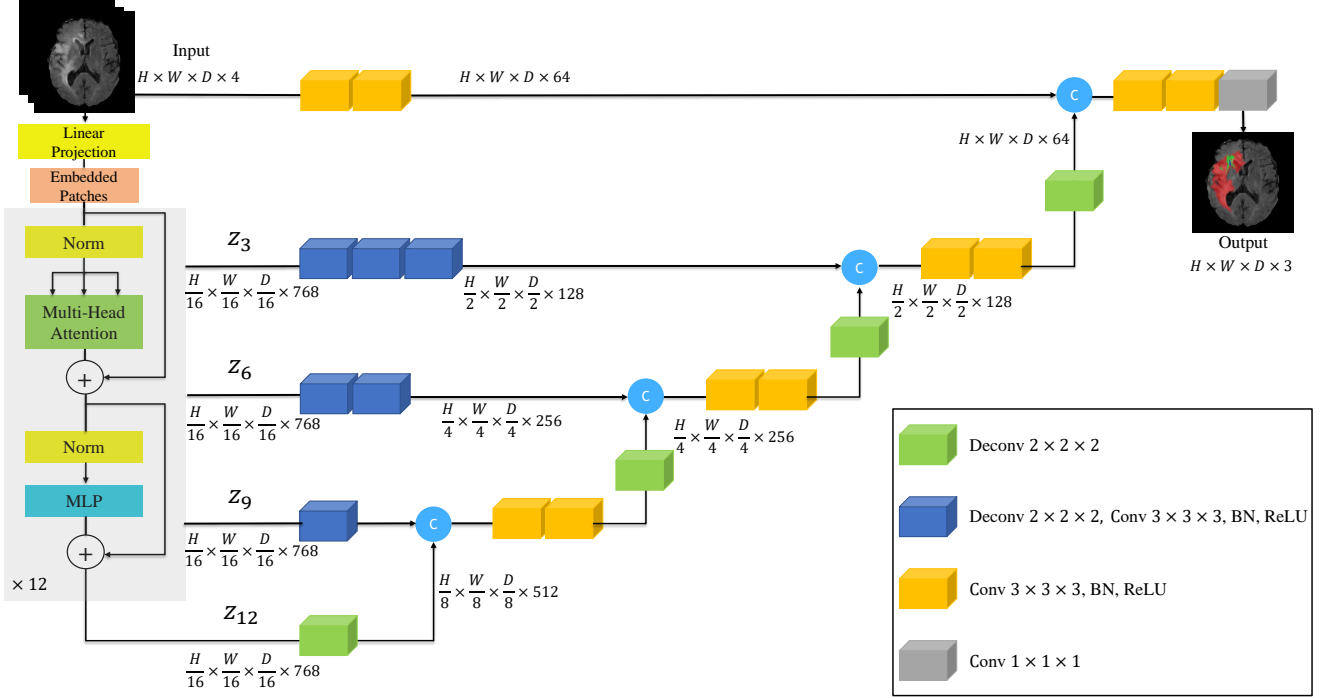 Input
H × W × D × 4
H × W × D × 64
C
Linear
Projection
H × W × D × 64
Embedded
Patches
Norm
z₃
H/16 × W/16 × D/16 × 768
H/2 × W/2 × D/2 × 128
C
H/2 × W/2 × D/2 × 128
Output
H × W × D × 3
Multi-Head
Attention
+
z₆
H/16 × W/16 × D/16 × 768
H/4 × W/4 × D/4 × 256
C
H/4 × W/4 × D/4 × 256
Norm
MLP
+
× 12
z₉
H/16 × W/16 × D/16 × 768
C
H/8 × W/8 × D/8 × 512
z₁₂
H/16 × W/16 × D/16 × 768
Deconv 2 × 2 × 2
Deconv 2 × 2 × 2, Conv 3 × 3 × 3, BN, ReLU
Conv 3 × 3 × 3, BN, ReLU
Conv 1 × 1 × 1